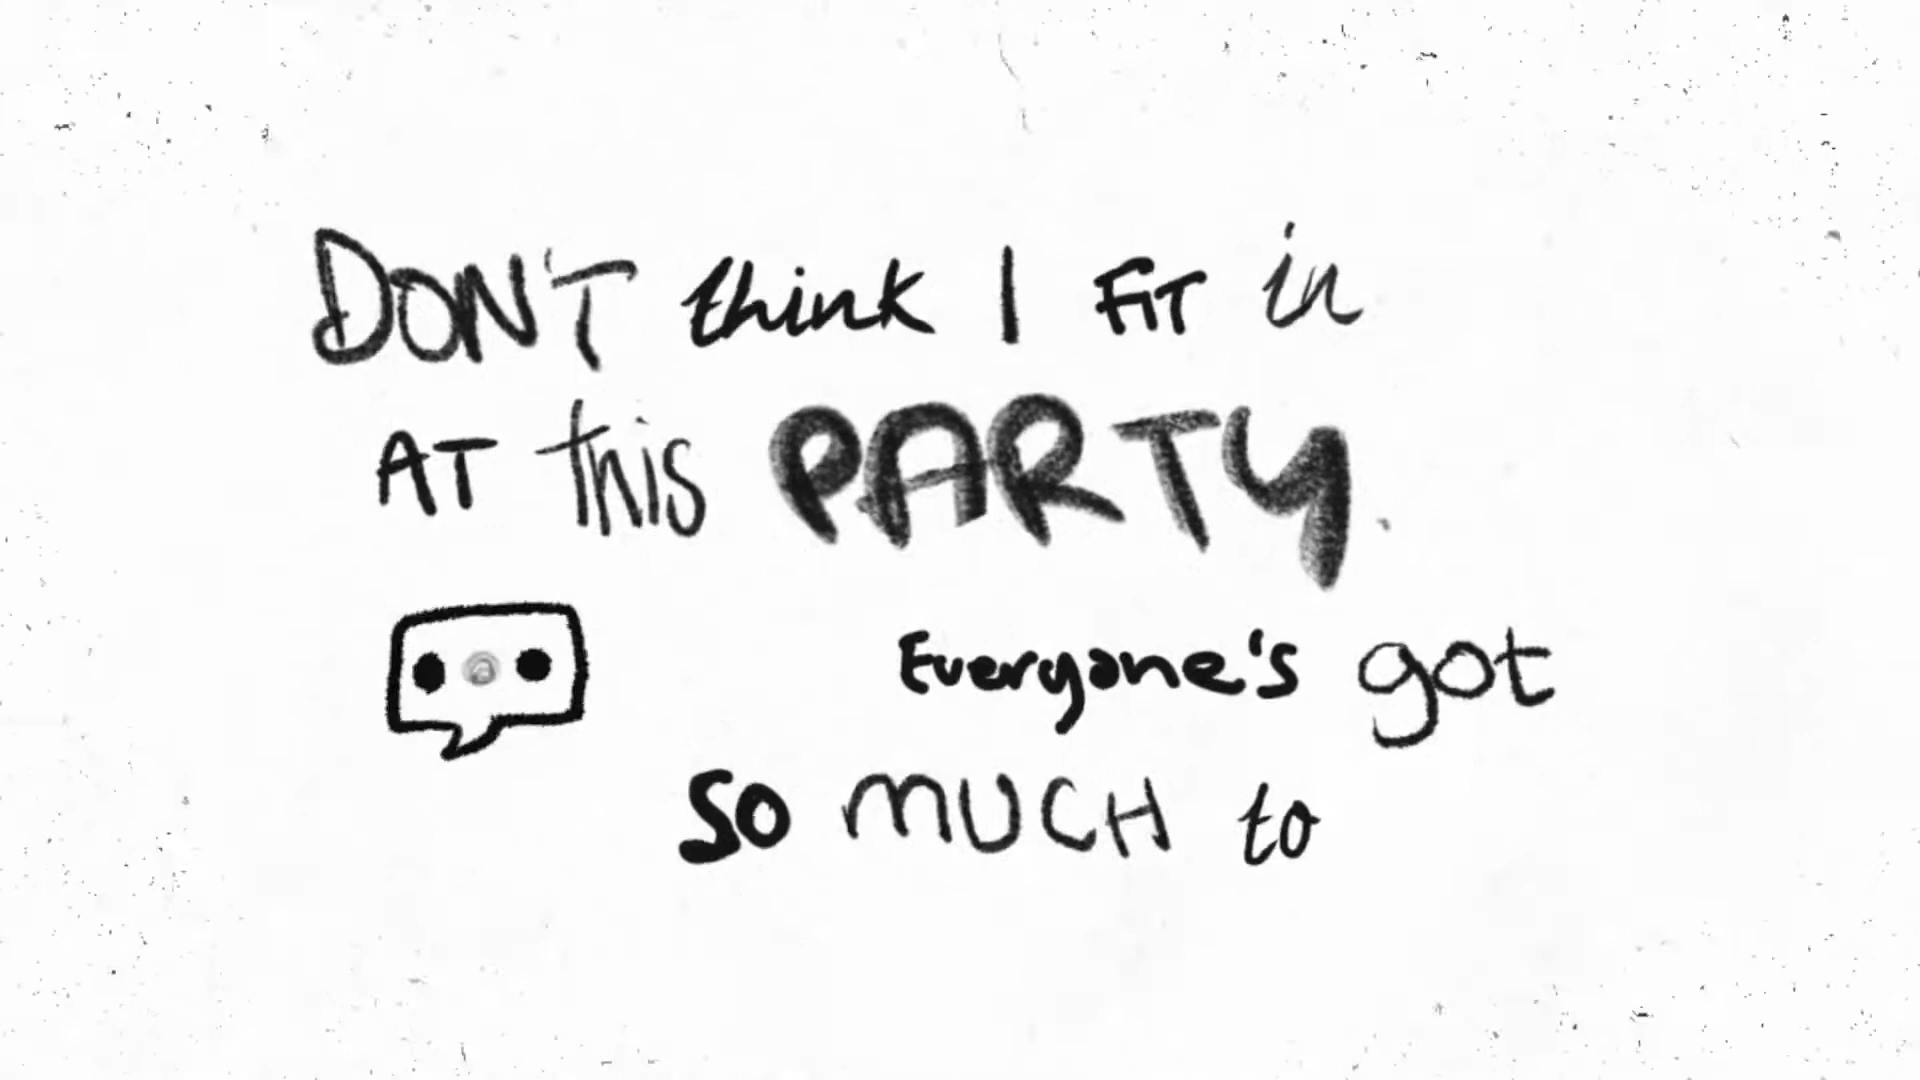 DON'T think I FIT in
AT this PARTY.
Everyone's got
so MUCH to